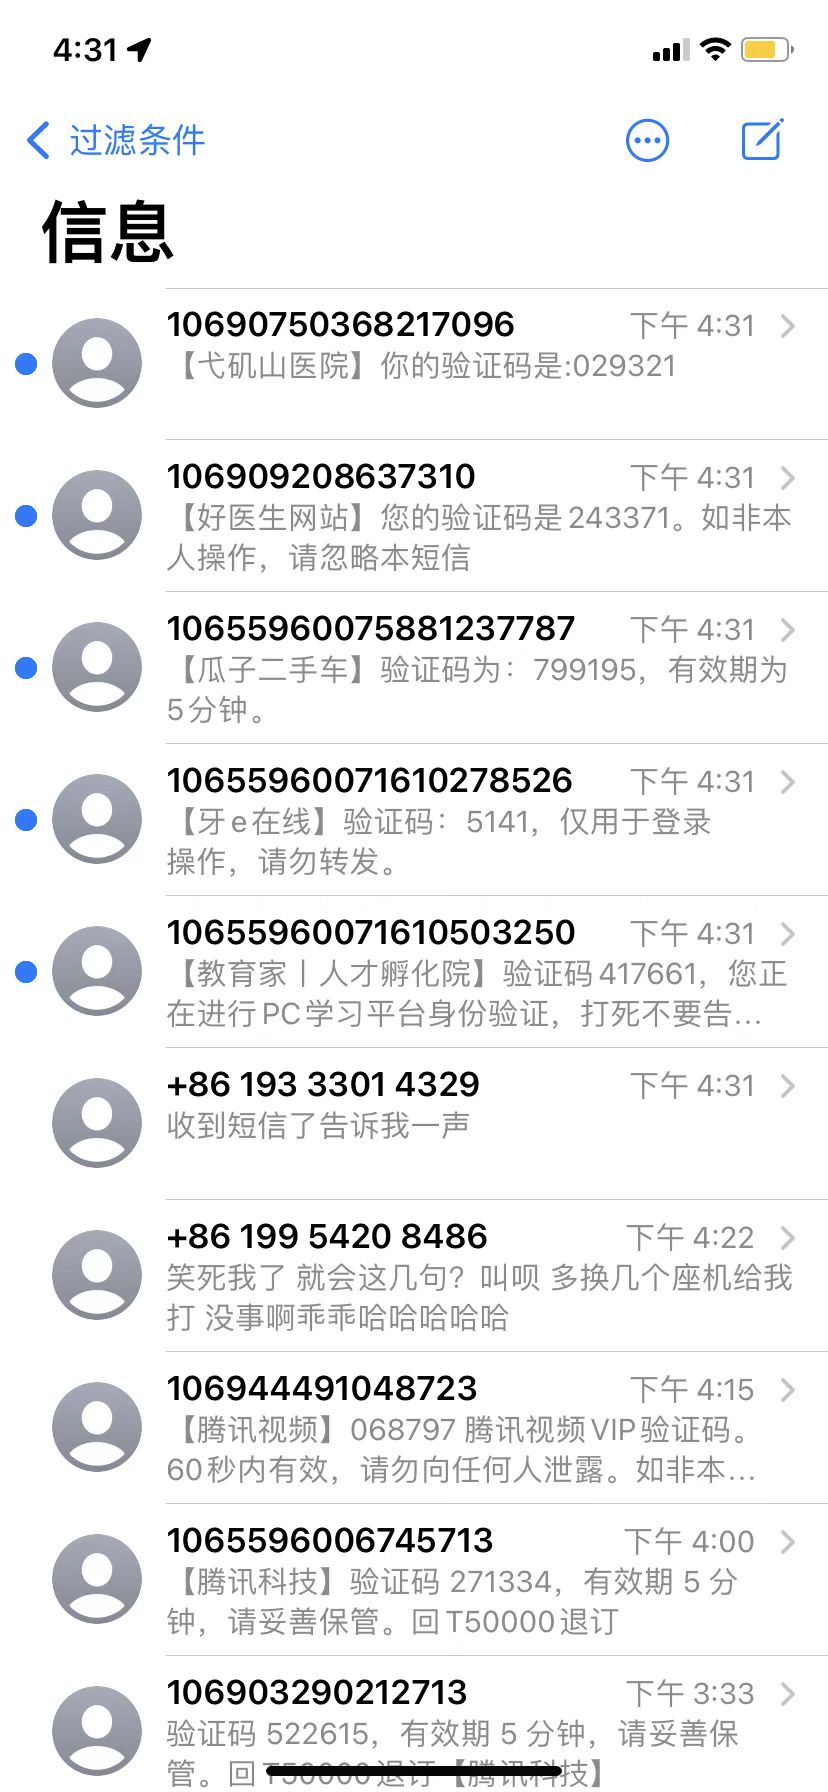 4:31
过滤条件
信息
10690750368217096 下午 4:31
【弋矶山医院】你的验证码是:029321
106909208637310 下午 4:31
【好医生网站】您的验证码是243371。如非本
人操作，请忽略本短信
10655960075881237787 下午 4:31
【瓜子二手车】验证码为：799195，有效期为
5分钟。
10655960071610278526 下午 4:31
【牙e在线】验证码：5141，仅用于登录
操作，请勿转发。
10655960071610503250 下午 4:31
【教育家丨人才孵化院】验证码417661，您正
在进行PC学习平台身份验证，打死不要告...
+86 193 3301 4329 下午 4:31
收到短信了告诉我一声
+86 199 5420 8486 下午 4:22
笑死我了 就会这几句？叫呗 多换几个座机给我
打 没事啊乖乖哈哈哈哈哈
106944491048723 下午 4:15
【腾讯视频】068797 腾讯视频VIP验证码。
60秒内有效，请勿向任何人泄露。如非本...
1065596006745713 下午 4:00
【腾讯科技】验证码 271334，有效期 5 分
钟，请妥善保管。回T50000退订
106903290212713 下午 3:33
验证码 522615，有效期 5 分钟，请妥善保
管。回 T50000退订【腾讯科技】